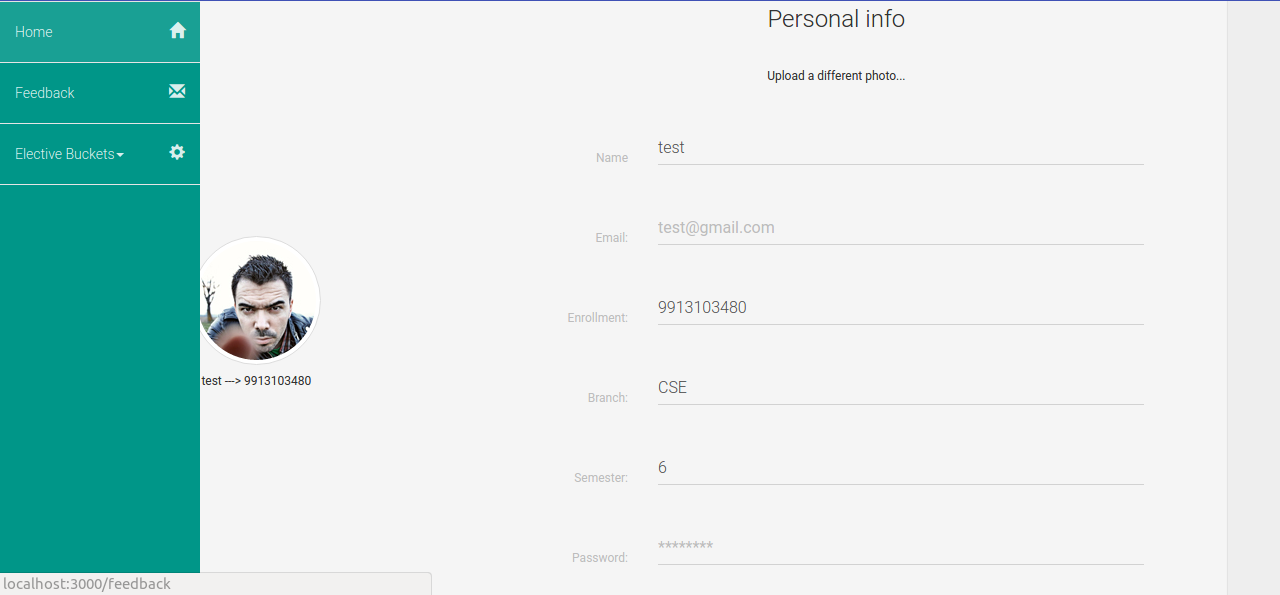 Home
Feedback
Elective Buckets
test ---> 9913103480
Personal info
Upload a different photo...
Name
test
Email:
test@gmail.com
Enrollment:
9913103480
Branch:
CSE
Semester:
6
Password:
********
localhost:3000/feedback